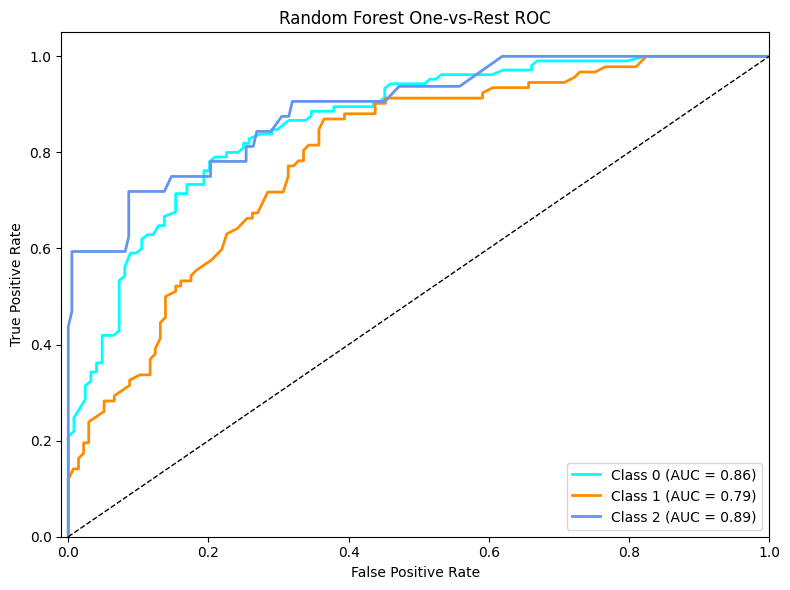 Random Forest One-vs-Rest ROC
True Positive Rate
1.0
0.8
0.6
0.4
0.2
0.0
Class 0 (AUC = 0.86)
Class 1 (AUC = 0.79)
Class 2 (AUC = 0.89)
0.0 0.2 0.4 0.6 0.8 1.0
False Positive Rate